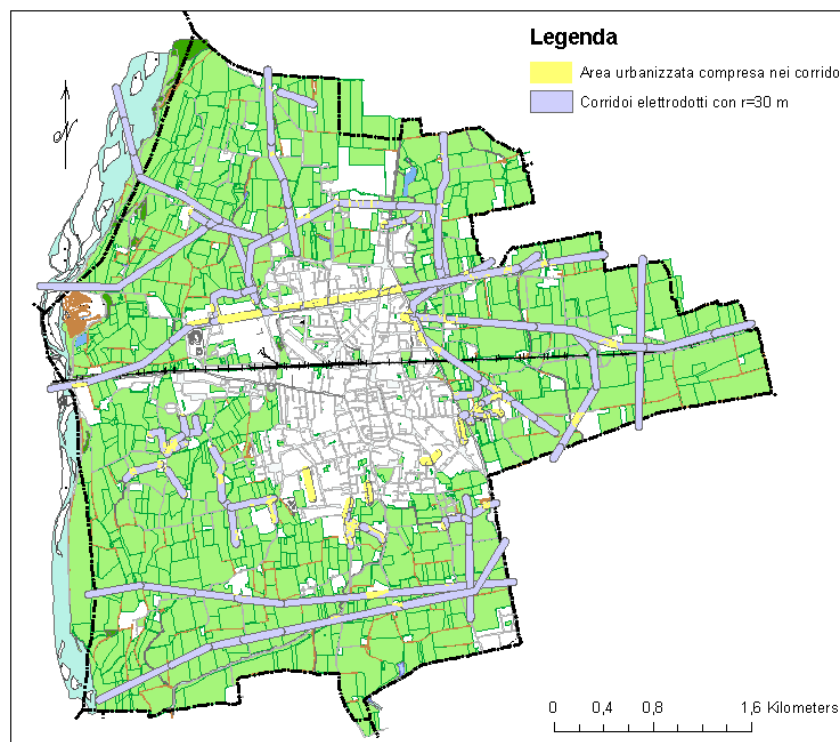 Legenda
Area urbanizzata compresa nei corrido
Corridoi elettrodotti con r=30 m
N
0 0,4 0,8 1,6 Kilometers